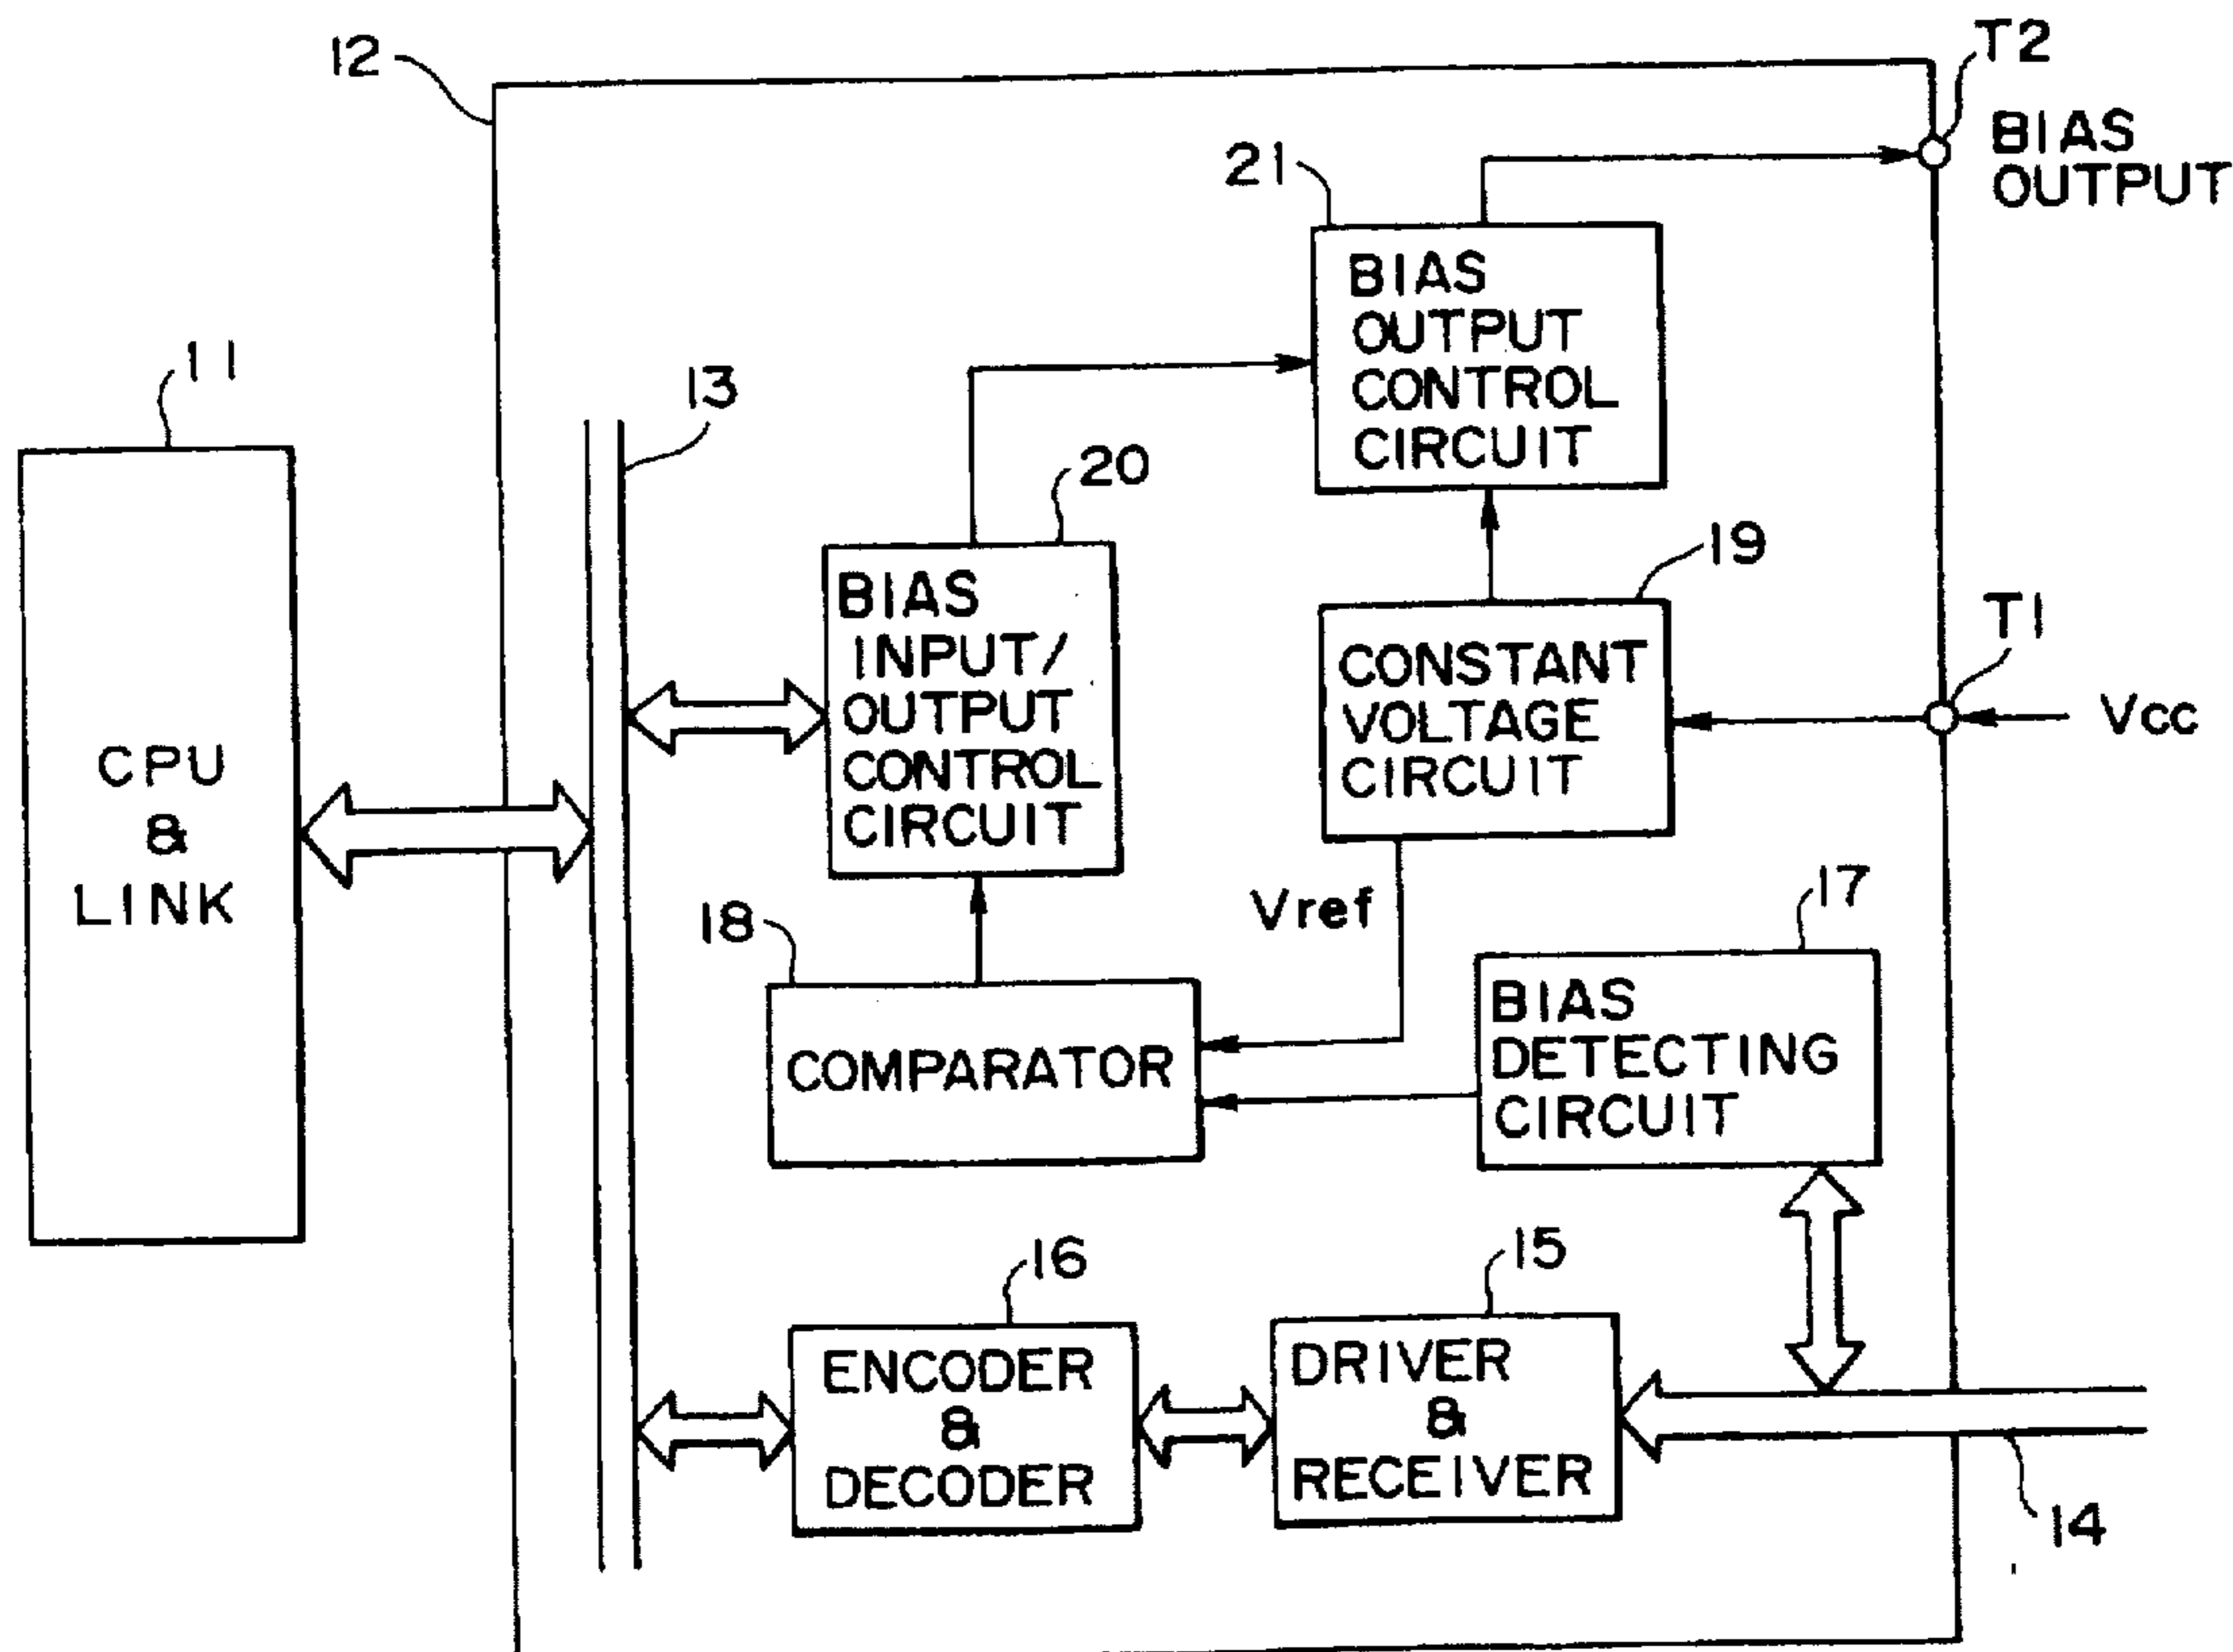 12
T2
BIAS
OUTPUT
21
BIAS
OUTPUT
CONTROL
CIRCUIT
11
13
20
19
T1
Vcc
CPU
&
LINK
BIAS
INPUT/
OUTPUT
CONTROL
CIRCUIT
CONSTANT
VOLTAGE
CIRCUIT
Vref
17
18
COMPARATOR
BIAS
DETECTING
CIRCUIT
16
15
ENCODER
&
DECODER
DRIVER
&
RECEIVER
14